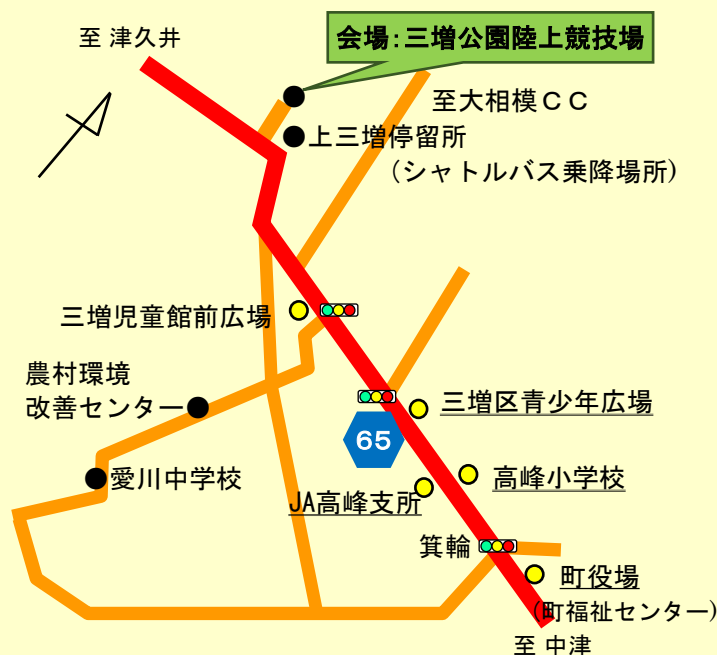 至 津久井
会場：三増公園陸上競技場
至大相模ＣＣ
上三増停留所
（シャトルバス乗降場所）
三増児童館前広場
農村環境
改善センター
三増区青少年広場
65
愛川中学校
高峰小学校
JA高峰支所
箕輪
町役場
(町福祉センター)
至 中津